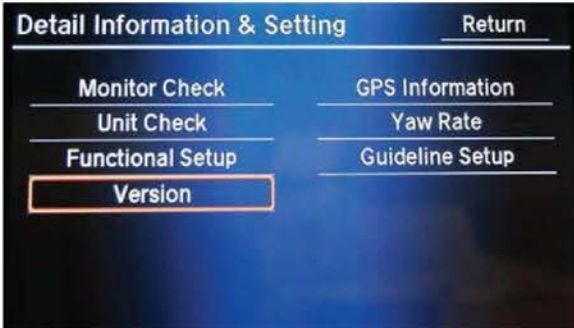 Detail Information & Setting Return
Monitor Check GPS Information
Unit Check Yaw Rate
Functional Setup Guideline Setup
Version